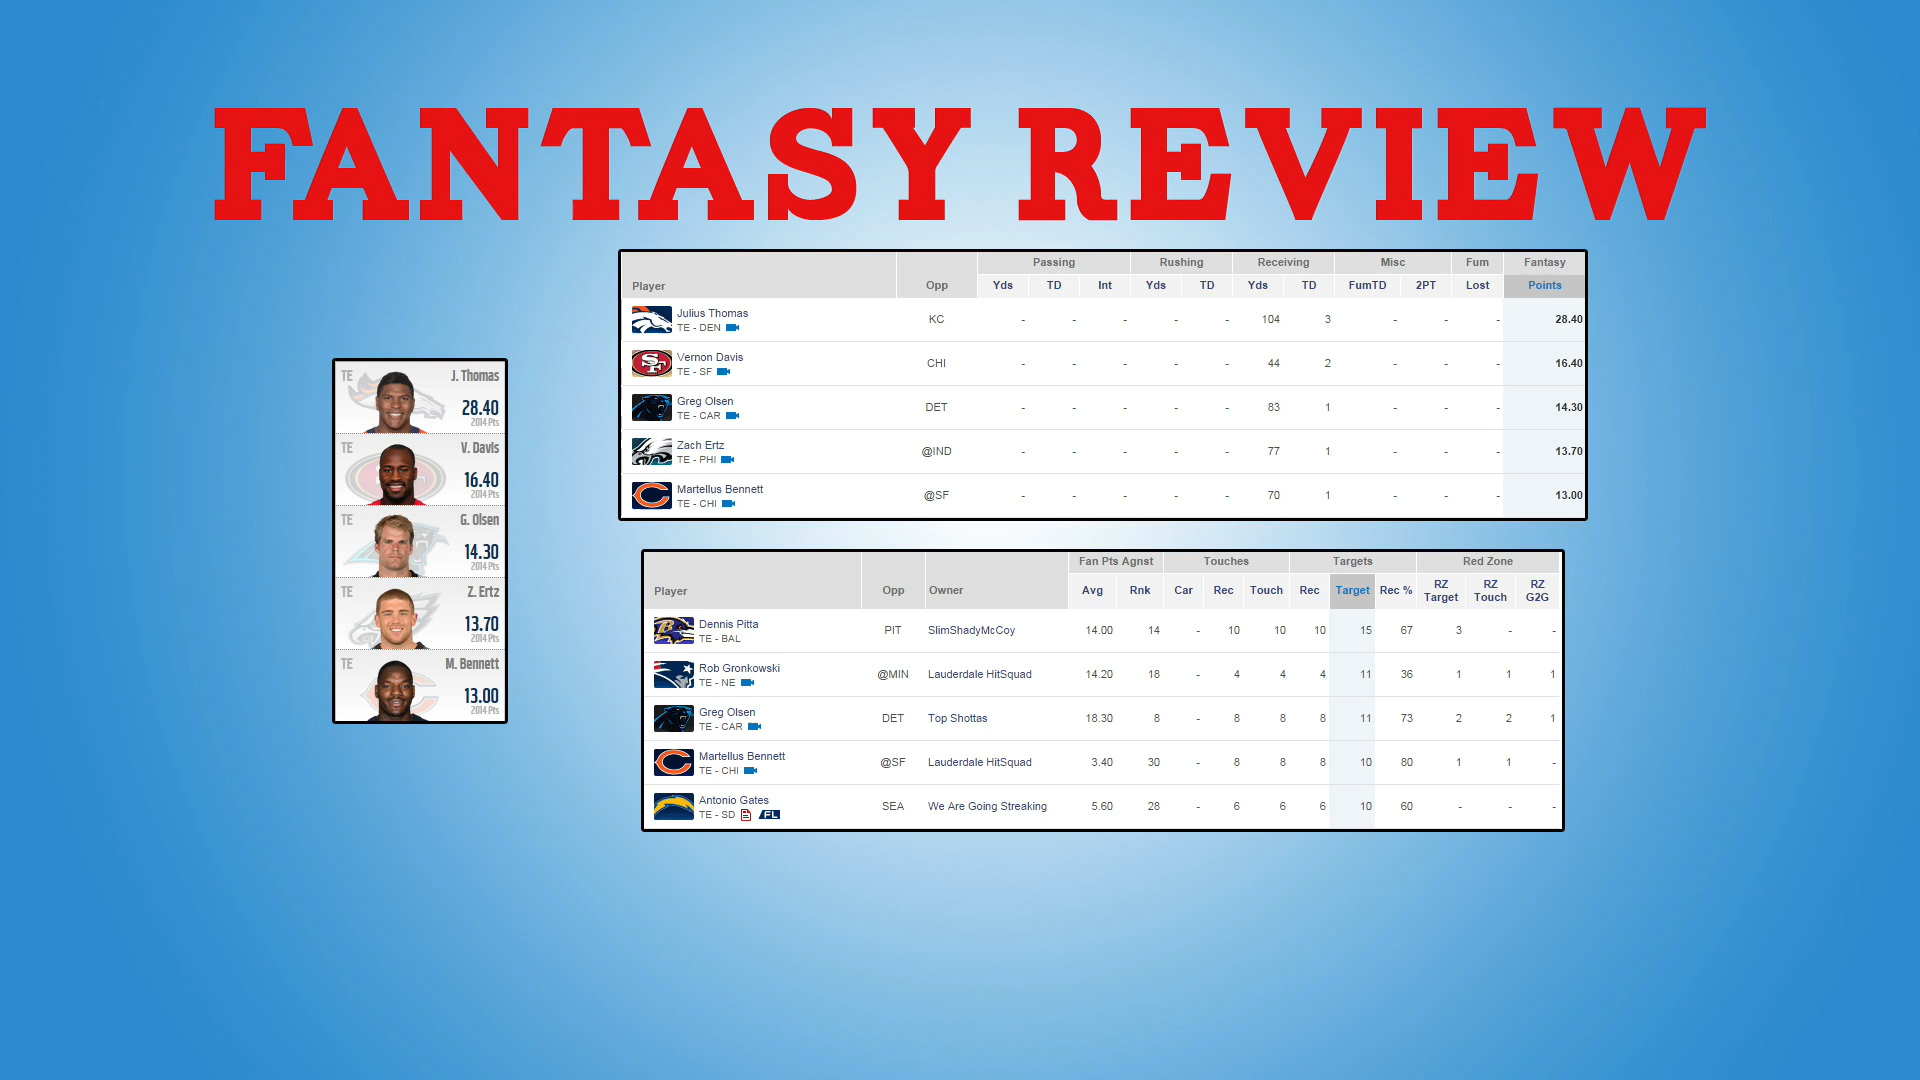 FANTASY REVIEW
TE J. Thomas
28.40
2014 Pts
TE V. Davis
16.40
2014 Pts
TE G. Olsen
14.30
2014 Pts
TE Z. Ertz
13.70
2014 Pts
TE M. Bennett
13.00
2014 Pts
Passing Rushing Receiving Misc Fum Fantasy
Player Opp Yds TD Int Yds TD Yds TD FumTD 2PT Lost Points
Julius Thomas
TE - DEN
KC - - - - - 104 3 - - - 28.40
Vernon Davis
TE - SF
CHI - - - - - 44 2 - - - 16.40
Greg Olsen
TE - CAR
DET - - - - - 83 1 - - - 14.30
Zach Ertz
TE - PHI
@IND - - - - - 77 1 - - - 13.70
Martellus Bennett
TE - CHI
@SF - - - - - 70 1 - - - 13.00
Fan Pts Agnst Touches Targets Red Zone
Player Opp Owner Avg Rnk Car Rec Touch Rec Target Rec % RZ Target RZ Touch RZ G2G
Dennis Pitta
TE - BAL
PIT SlimShadyMcCoy 14.00 14 - 10 10 10 15 67 3 - -
Rob Gronkowski
TE - NE
@MIN Lauderdale HitSquad 14.20 18 - 4 4 4 11 36 1 1 1
Greg Olsen
TE - CAR
DET Top Shottas 18.30 8 - 8 8 8 11 73 2 2 1
Martellus Bennett
TE - CHI
@SF Lauderdale HitSquad 3.40 30 - 8 8 8 10 80 1 1 -
Antonio Gates
TE - SD FL
SEA We Are Going Streaking 5.60 28 - 6 6 6 10 60 - - -